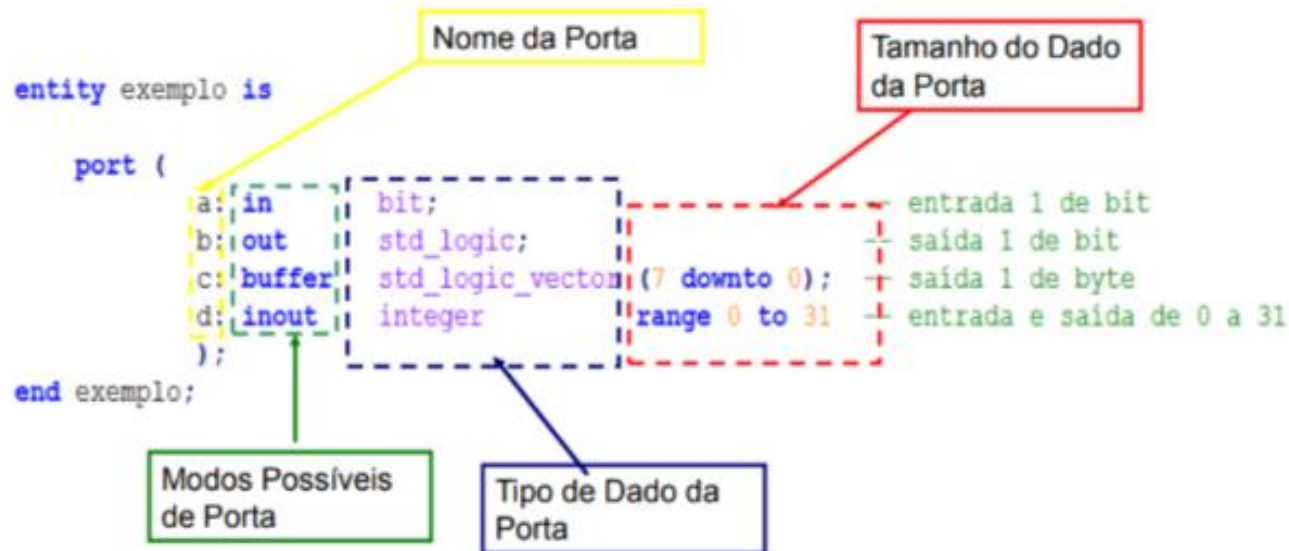 Nome da Porta
Tamanho do Dado
da Porta
entity exemplo is
port (
a: in bit; -- entrada 1 de bit
b: out std_logic; -- saída 1 de bit
c: buffer std_logic_vector (7 downto 0); -- saída 1 de byte
d: inout integer range 0 to 31 -- entrada e saída de 0 a 31
);
end exemplo;
Modos Possíveis
de Porta
Tipo de Dado da
Porta